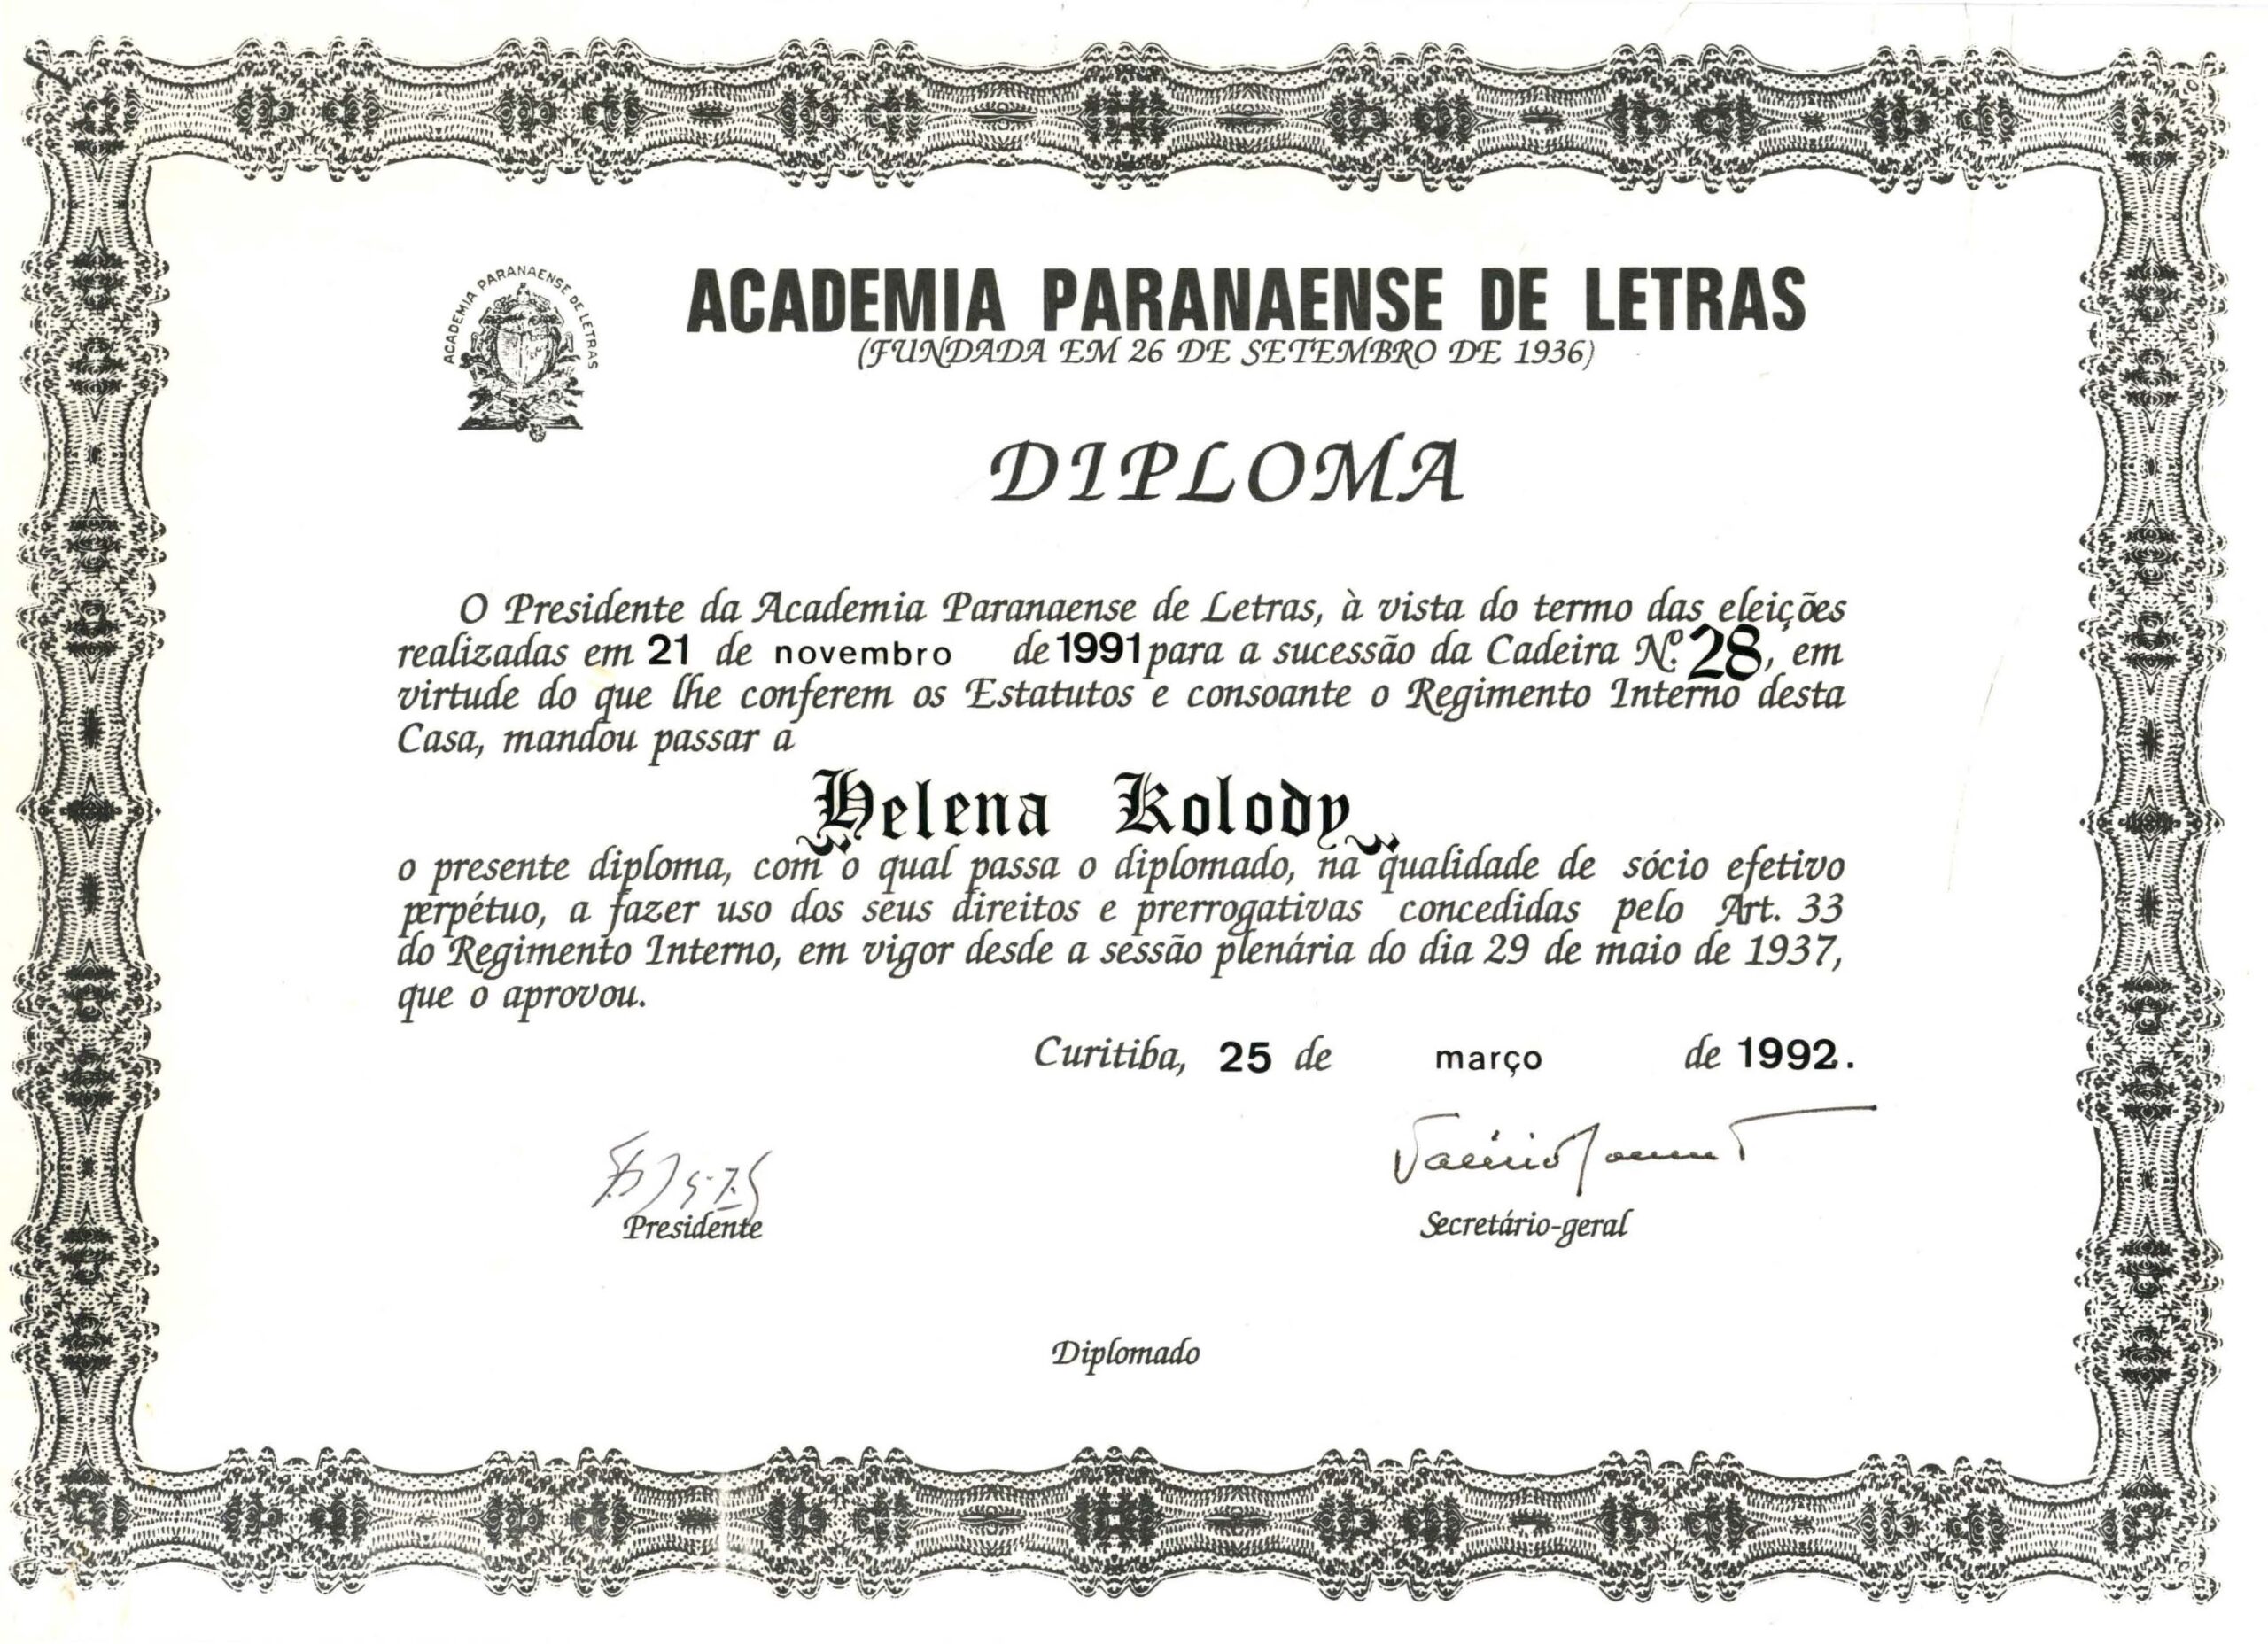 ACADEMIA PARANAENSE DE LETRAS
ACADEMIA PARANAENSE DE LETRAS
(FUNDADA EM 26 DE SETEMBRO DE 1936)
DIPLOMA
O Presidente da Academia Paranaense de Letras, à vista do termo das eleições
realizadas em 21 de novembro de 1991 para a sucessão da Cadeira Nº. 28, em
virtude do que lhe conferem os Estatutos e consoante o Regimento Interno desta
Casa, mandou passar a
Helena Kolody
o presente diploma, com o qual passa o diplomado, na qualidade de sócio efetivo
perpétuo, a fazer uso dos seus direitos e prerrogativas concedidas pelo Art. 33
do Regimento Interno, em vigor desde a sessão plenária do dia 29 de maio de 1937,
que o aprovou.
Curitiba, 25 de março de 1992.
Presidente
Secretário-geral
Diplomado